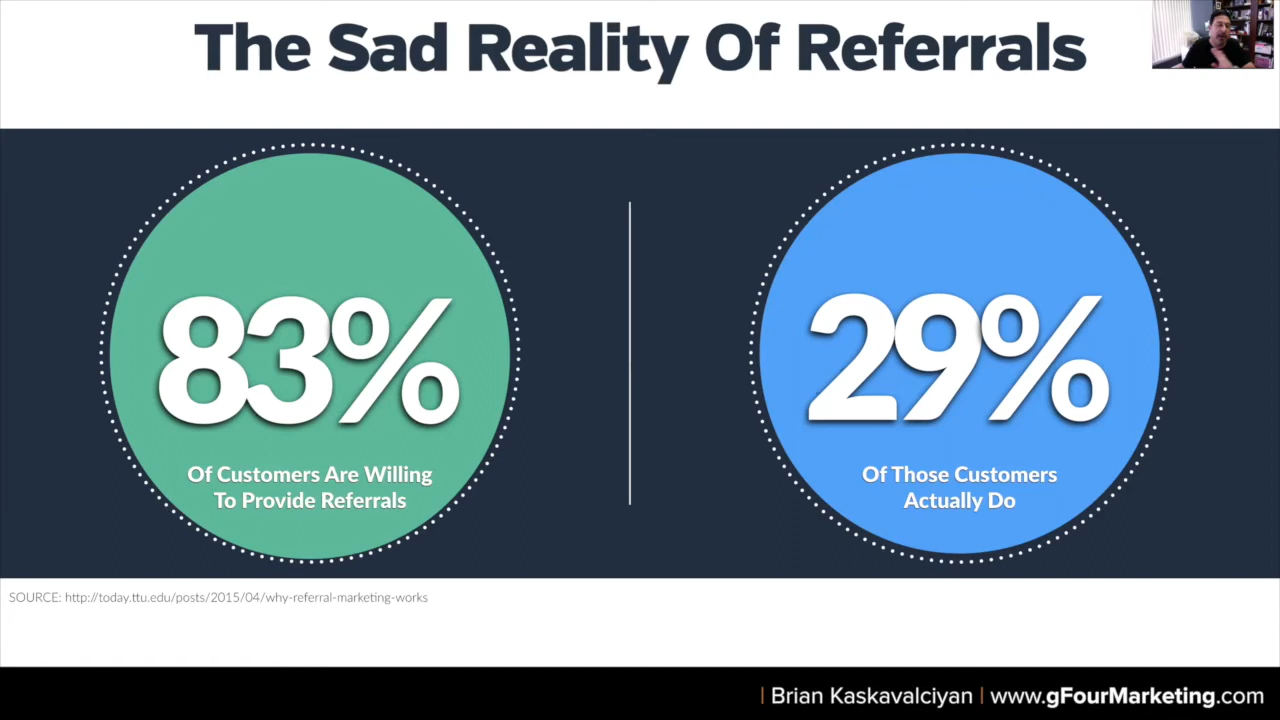 The Sad Reality Of Referrals
83%
Of Customers Are Willing
To Provide Referrals
29%
Of Those Customers
Actually Do
SOURCE: http://today.ttu.edu/posts/2015/04/why-referral-marketing-works
| Brian Kaskavalciyan | www.gFourMarketing.com